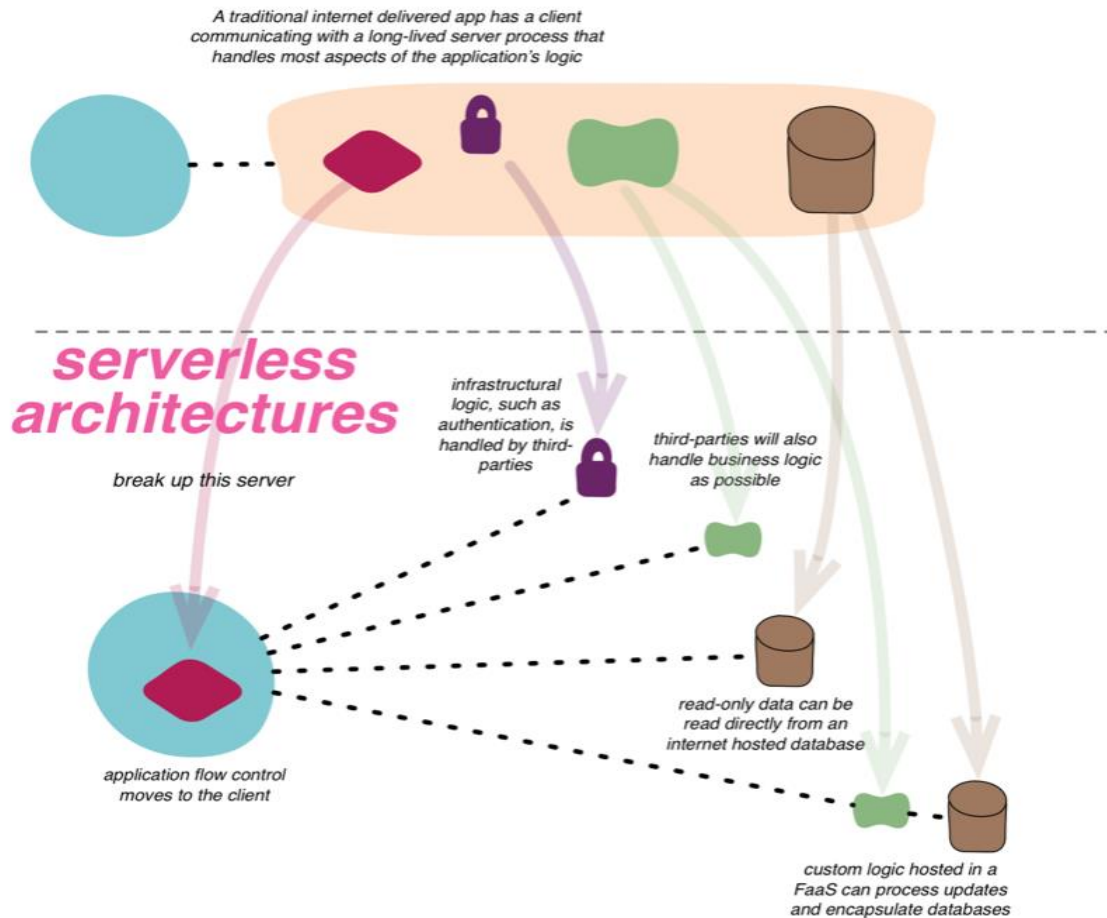 A traditional internet delivered app has a client
communicating with a long-lived server process that
handles most aspects of the application's logic
serverless
architectures
break up this server
infrastructural
logic, such as
authentication, is
handled by third-
parties
third-parties will also
handle business logic
as possible
read-only data can be
read directly from an
internet hosted database
application flow control
moves to the client
custom logic hosted in a
FaaS can process updates
and encapsulate databases